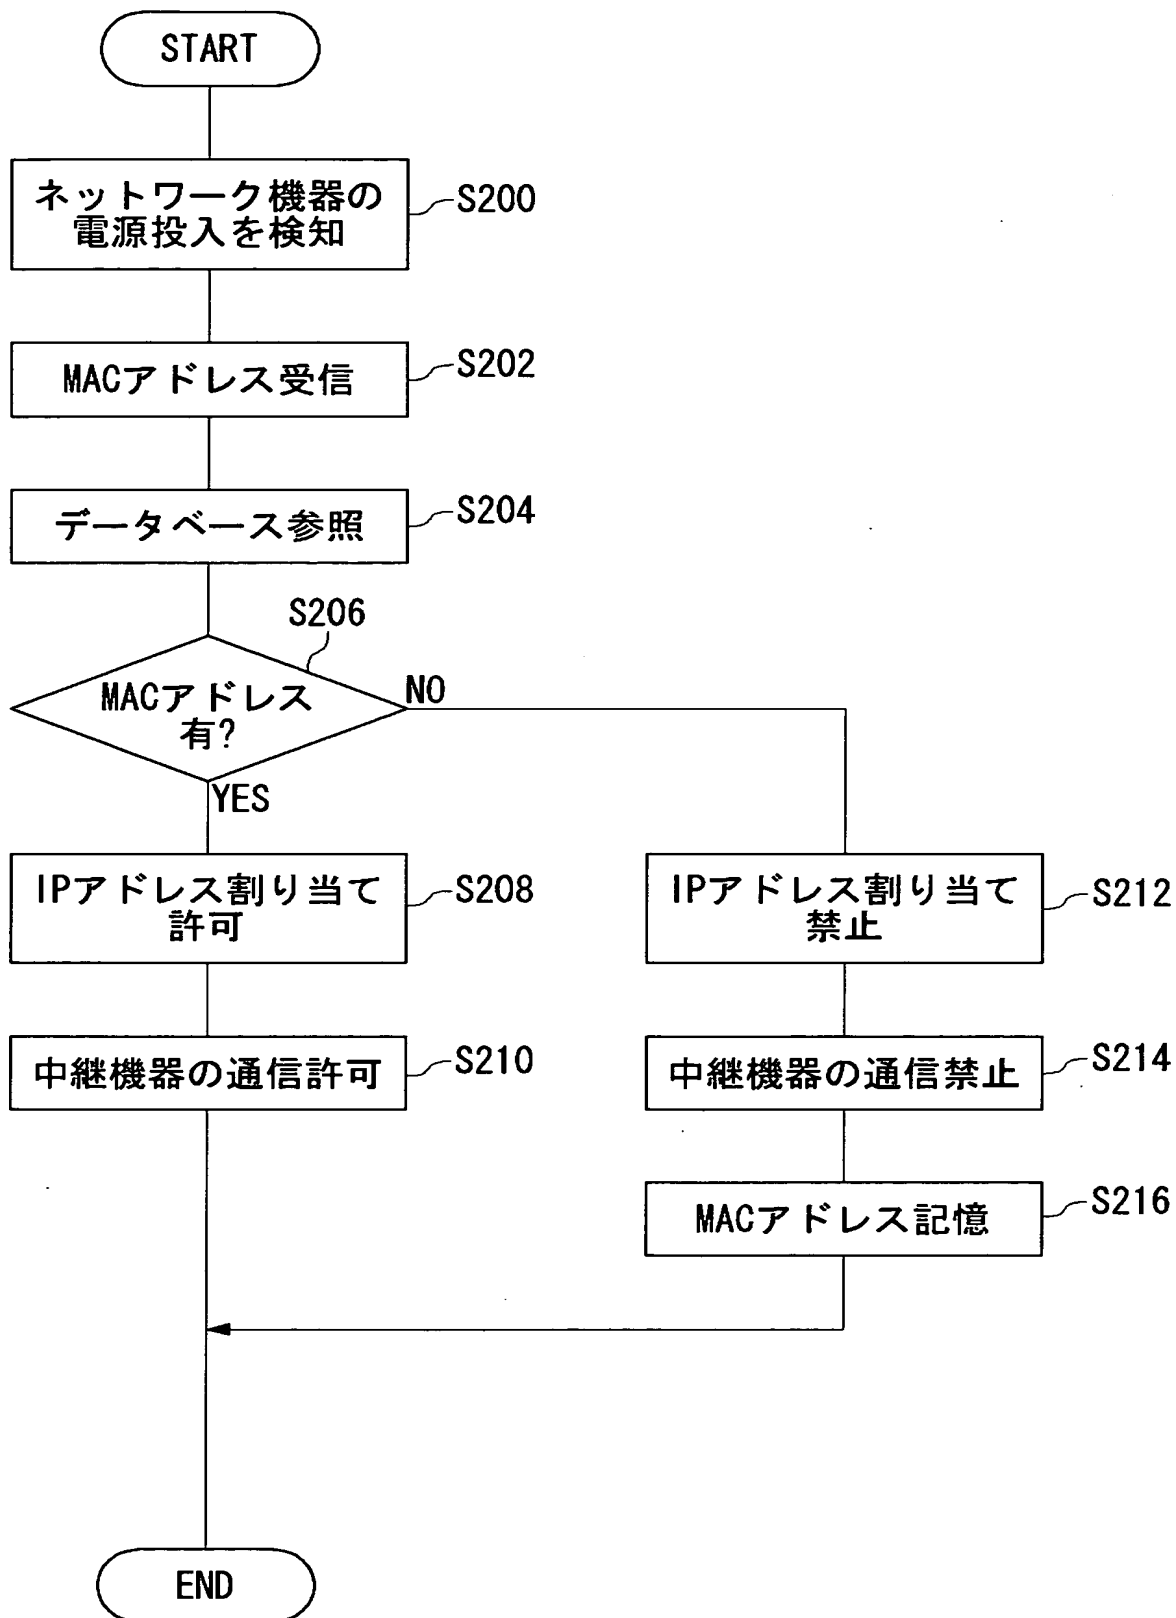 START
ネットワーク機器の
電源投入を検知
S200
MACアドレス受信
S202
データベース参照
S204
S206
MACアドレス
有?
NO
YES
IPアドレス割り当て
許可
S208
IPアドレス割り当て
禁止
S212
中継機器の通信許可
S210
中継機器の通信禁止
S214
MACアドレス記憶
S216
END